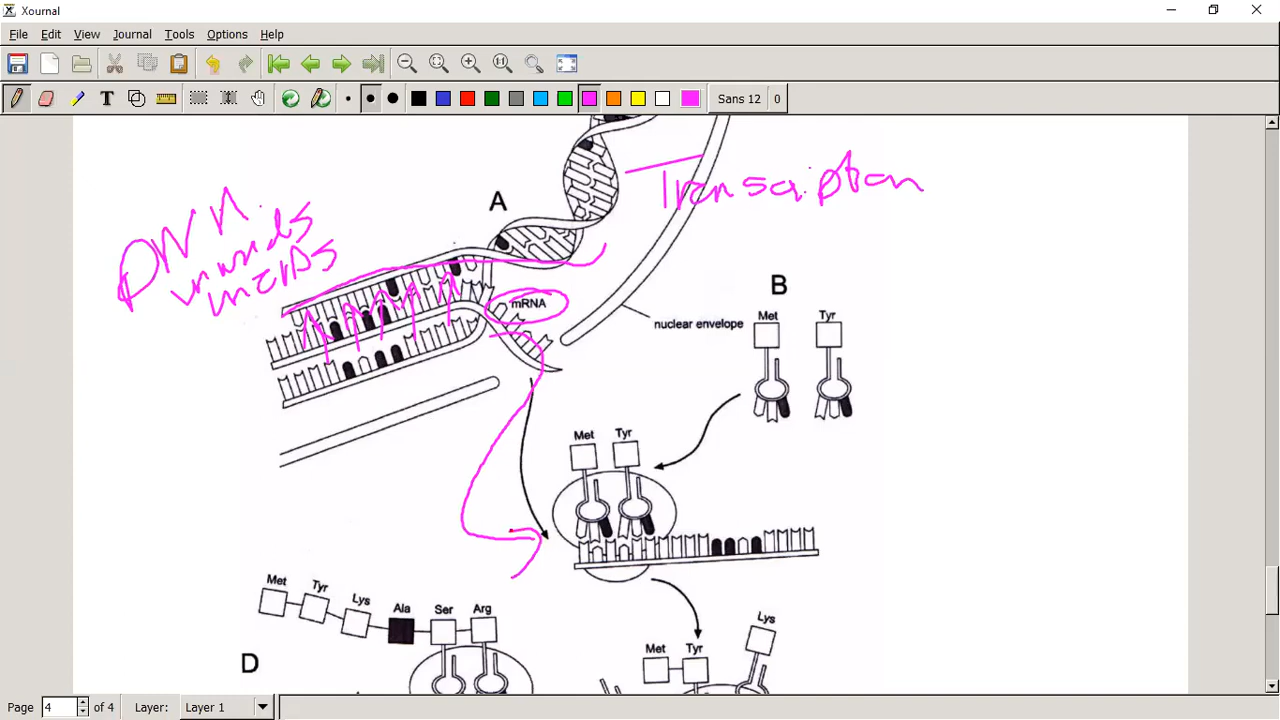 Xournal
File Edit View Journal Tools Options Help
Sans 12 0
Transcription
A
DNA
unwinds
unzips
B
mRNA
Met Tyr
nuclear envelope
Met Tyr
Met Tyr Lys Ala Ser Arg
Lys
D
Met Tyr
Page 4 of 4 Layer: Layer 1